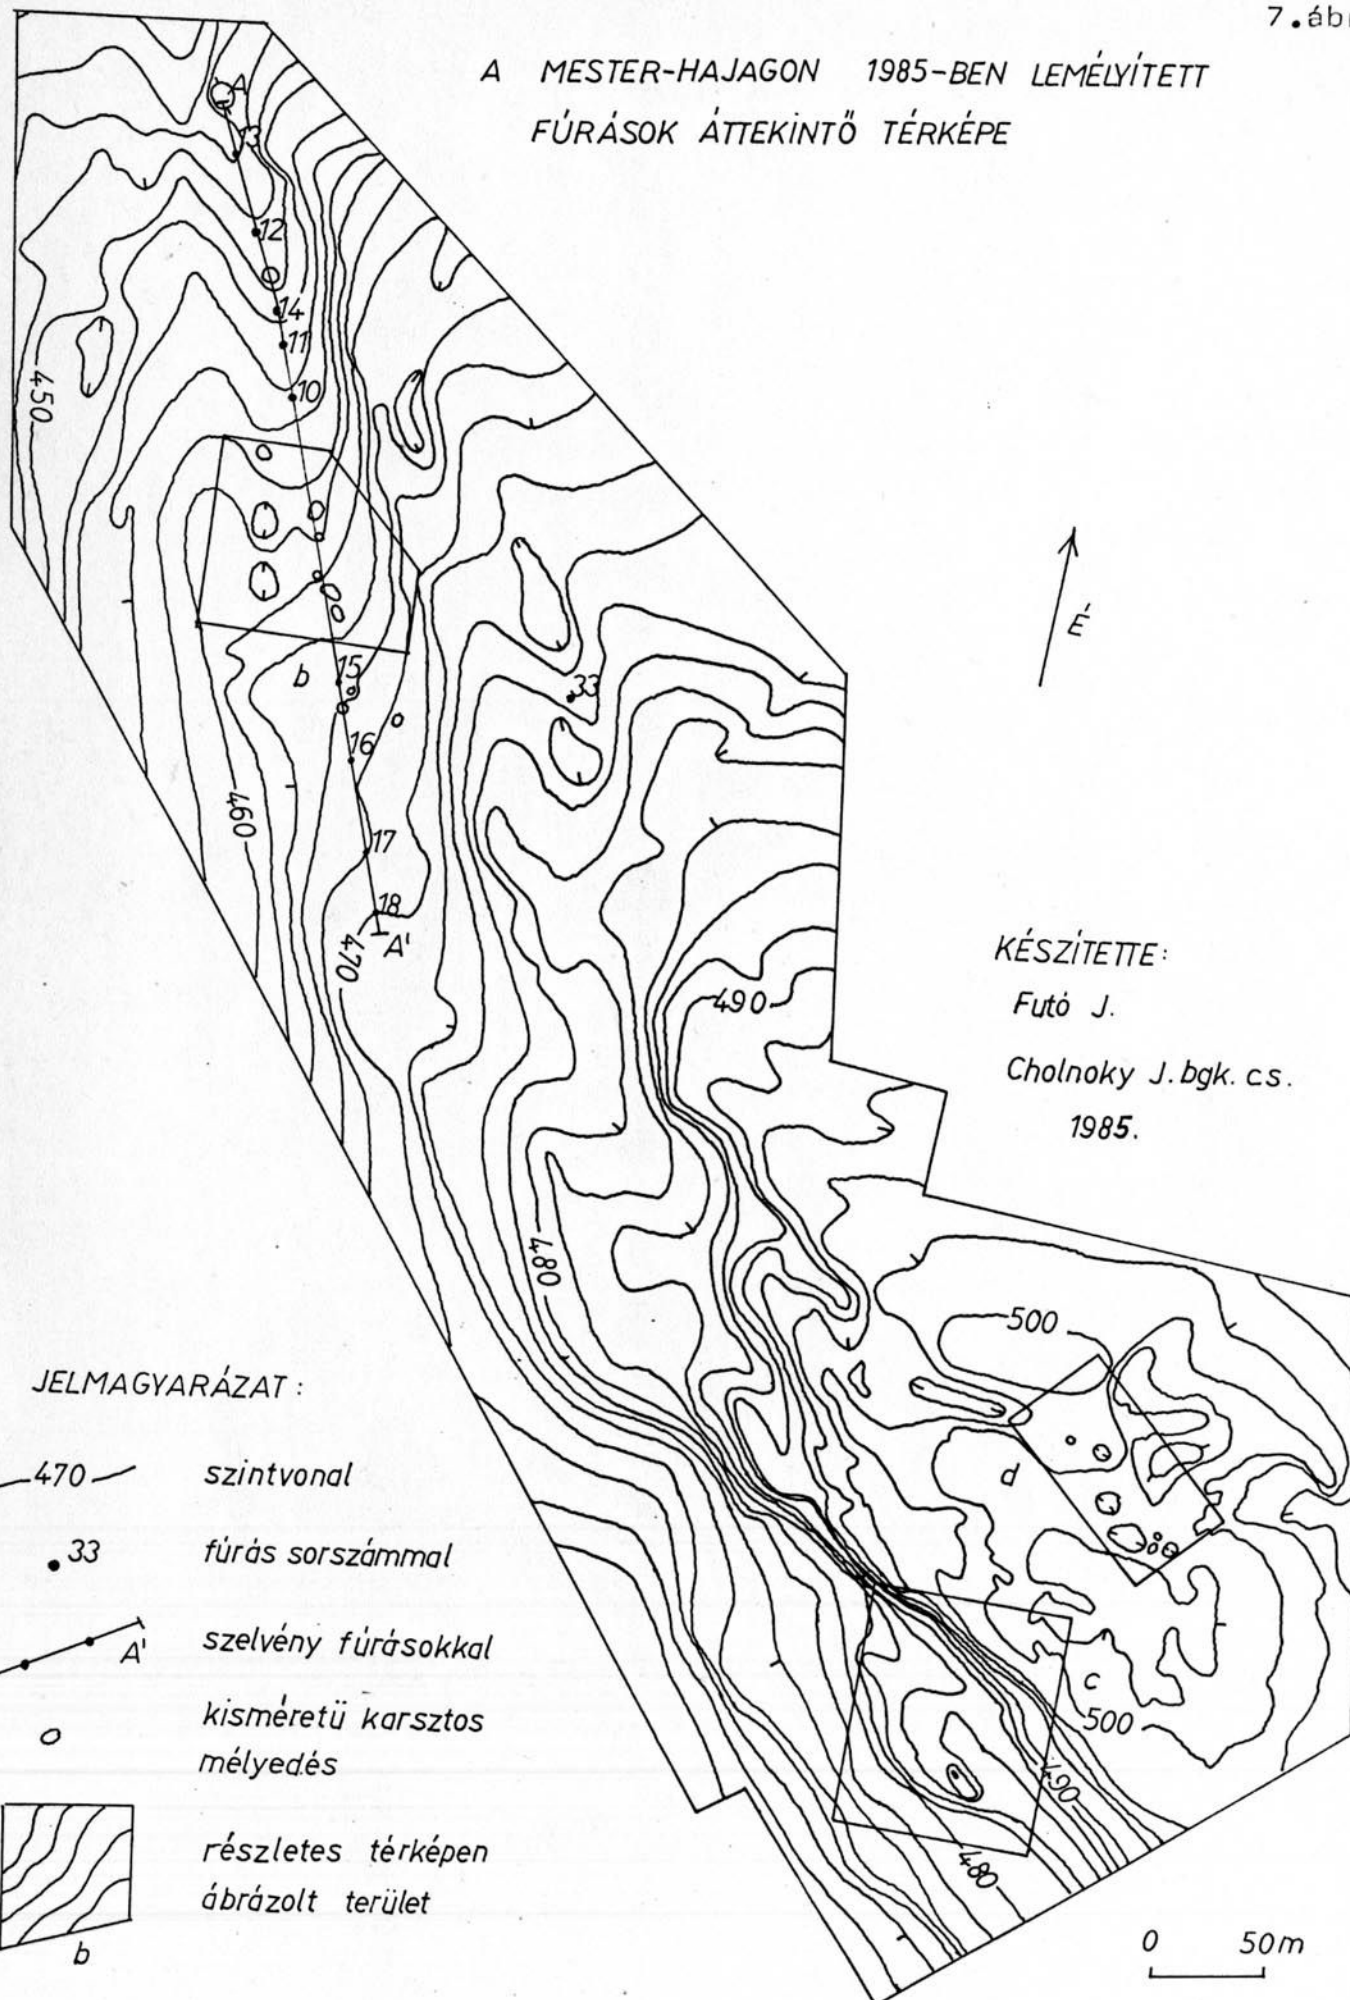 7.ábr
A MESTER-HAJAGON 1985-BEN LEMÉLYÍTETT
FÚRÁSOK ÁTTEKINTŐ TÉRKÉPE
A
13
12
14
11
10
450
b
15
16
17
18
A'
33
460
470
É
490
KÉSZÍTETTE:
Futó J.
Cholnoky J. bgk. cs.
1985.
480
500
d
c
500
490
480
JELMAGYARÁZAT:
470 szintvonal
33 fúrás sorszámmal
A' szelvény fúrásokkal
kisméretü karsztos
mélyedés
részletes térképen
ábrázolt terület
b
0 50m